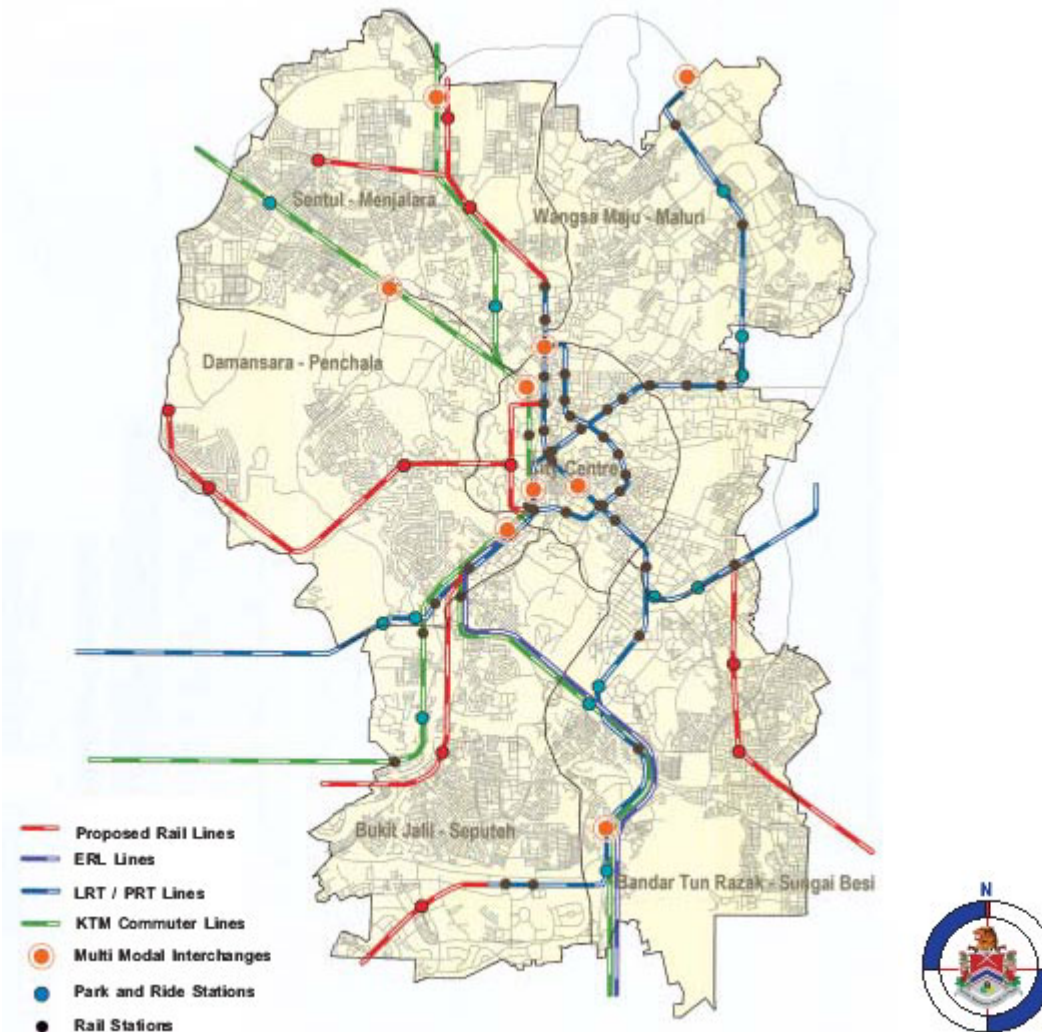 Sentul - Menjalara
Wangsa Maju - Maluri
Damansara - Penchala
City Centre
Bukit Jalil - Seputeh
Bandar Tun Razak - Sungai Besi
Proposed Rail Lines
ERL Lines
LRT / PRT Lines
KTM Commuter Lines
Multi Modal Interchanges
Park and Ride Stations
Rail Stations
N